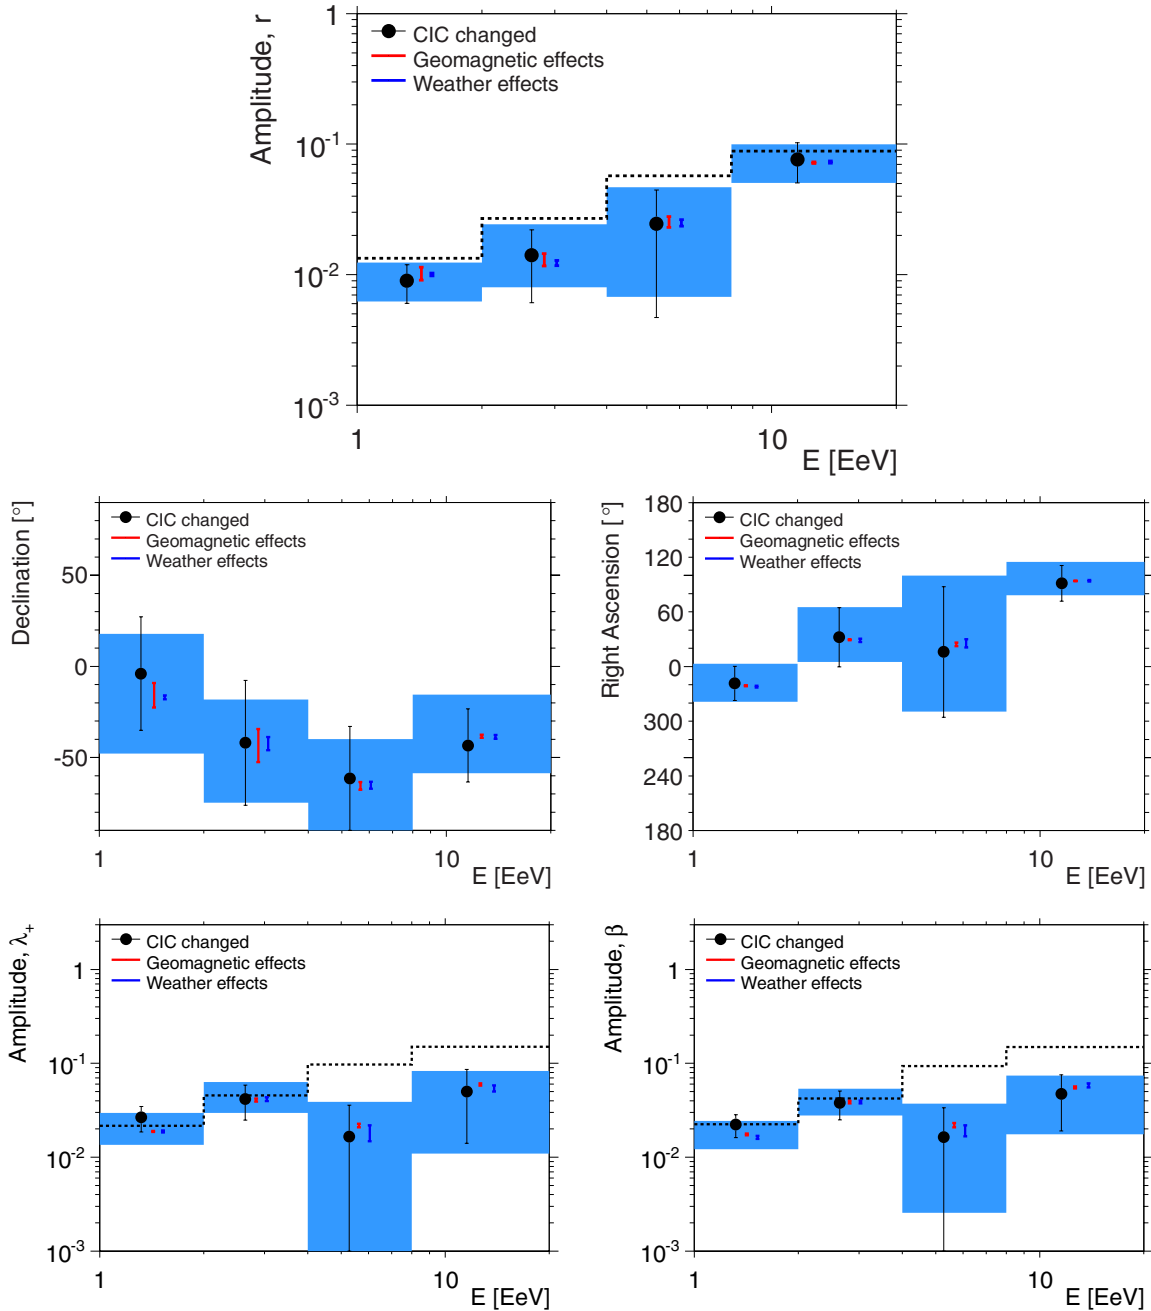 Amplitude, r
1
10⁻¹
10⁻²
10⁻³
CIC changed
Geomagnetic effects
Weather effects
1 10
E [EeV]
Declination [°]
50
0
-50
CIC changed
Geomagnetic effects
Weather effects
1 10
E [EeV]
Right Ascension [°]
180
120
60
0
300
240
180
CIC changed
Geomagnetic effects
Weather effects
1 10
E [EeV]
Amplitude, λ₊
1
10⁻¹
10⁻²
10⁻³
CIC changed
Geomagnetic effects
Weather effects
1 10
E [EeV]
Amplitude, β
1
10⁻¹
10⁻²
10⁻³
CIC changed
Geomagnetic effects
Weather effects
1 10
E [EeV]